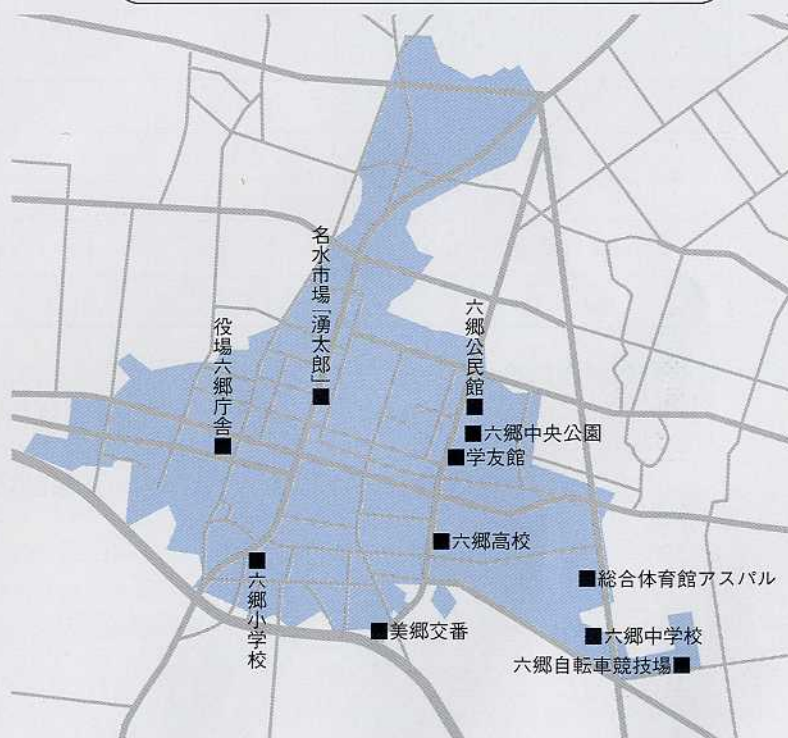 名水市場「湧太郎」
六郷公民館
役場六郷庁舎
六郷中央公園
学友館
六郷高校
総合体育館アスパル
六郷小学校
美郷交番
六郷中学校
六郷自転車競技場